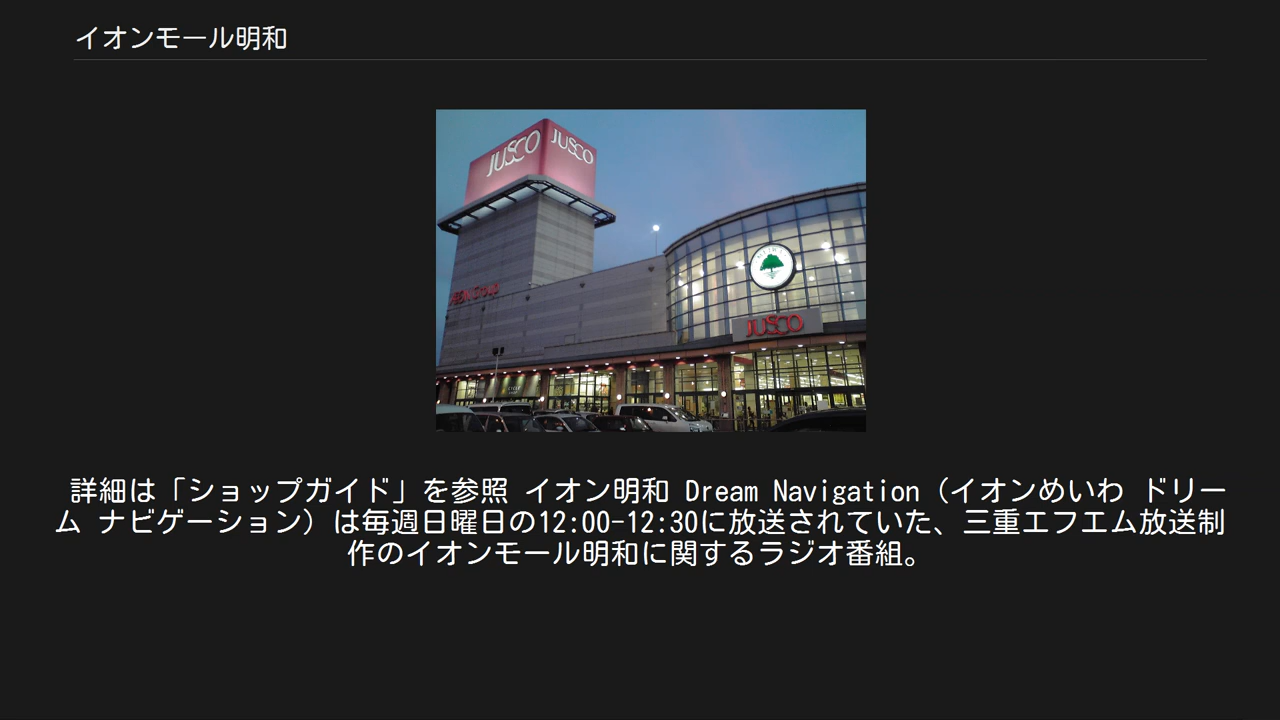 イオンモール明和
JUSCO JUSCO
JUSCO
詳細は「ショップガイド」を参照 イオン明和 Dream Navigation（イオンめいわ ドリー
ム ナビゲーション）は毎週日曜日の12:00-12:30に放送されていた、三重エフエム放送制
作のイオンモール明和に関するラジオ番組。